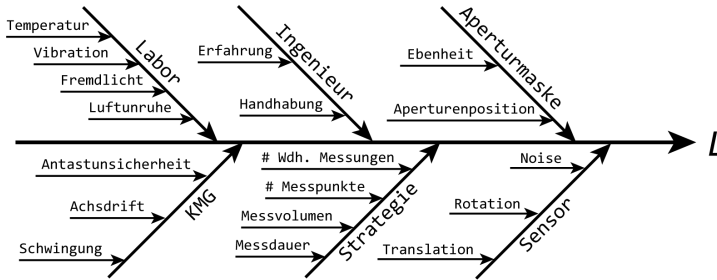 Temperatur
Vibration
Fremdlicht
Luftunruhe
Labor
Erfahrung
Handhabung
Ingenieur
Ebenheit
Aperturenposition
Aperturmaske
L
Antastunsicherheit
Achsdrift
Schwingung
KMG
# Wdh. Messungen
# Messpunkte
Messvolumen
Messdauer
Strategie
Noise
Rotation
Translation
Sensor